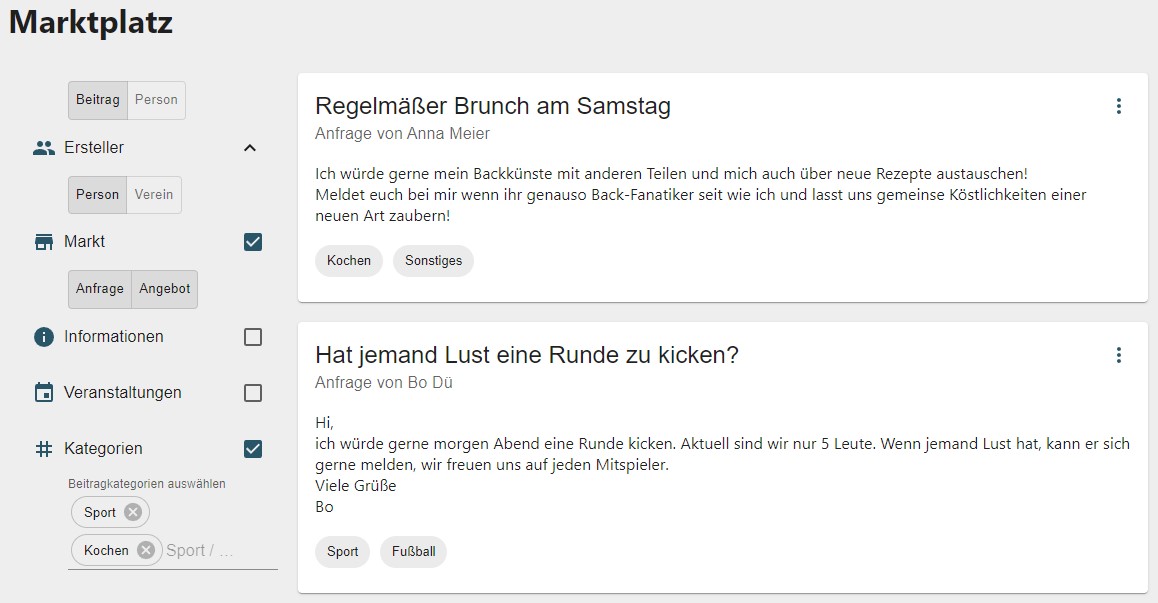 Marktplatz
Beitrag Person
Ersteller
Person Verein
Markt
Anfrage Angebot
Informationen
Veranstaltungen
Kategorien
Beitragkategorien auswählen
Sport
Kochen Sport / ...
Regelmäßer Brunch am Samstag
Anfrage von Anna Meier
Ich würde gerne mein Backkünste mit anderen Teilen und mich auch über neue Rezepte austauschen!
Meldet euch bei mir wenn ihr genauso Back-Fanatiker seit wie ich und lasst uns gemeinse Köstlichkeiten einer
neuen Art zaubern!
Kochen Sonstiges
Hat jemand Lust eine Runde zu kicken?
Anfrage von Bo Dü
Hi,
ich würde gerne morgen Abend eine Runde kicken. Aktuell sind wir nur 5 Leute. Wenn jemand Lust hat, kann er sich
gerne melden, wir freuen uns auf jeden Mitspieler.
Viele Grüße
Bo
Sport Fußball